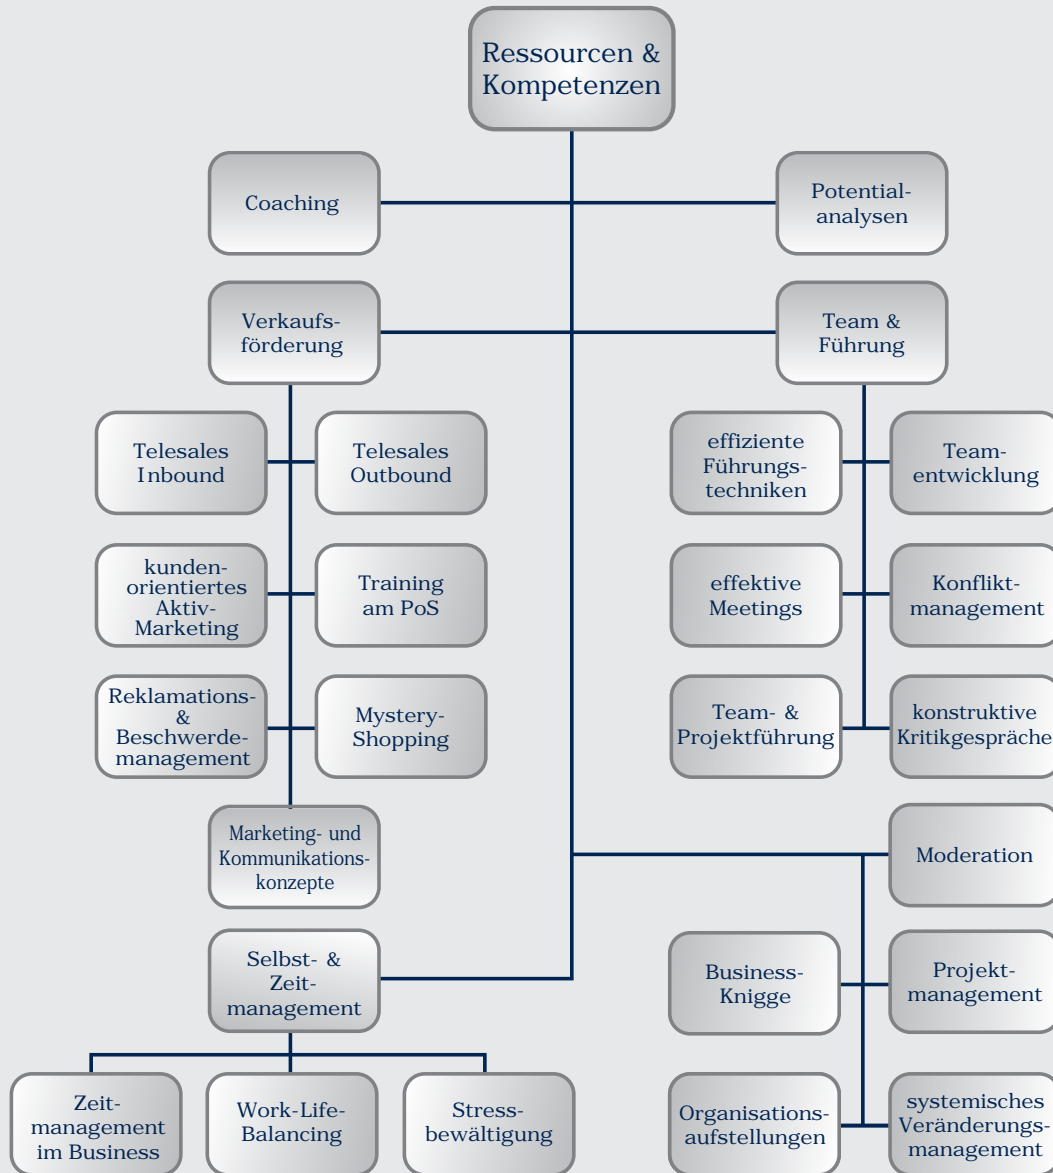 Ressourcen &
Kompetenzen
Coaching
Potential-
analysen
Verkaufs-
förderung
Team &
Führung
Telesales
Inbound
Telesales
Outbound
effiziente
Führungs-
techniken
Team-
entwicklung
kunden-
orientiertes
Aktiv-
Marketing
Training
am PoS
effektive
Meetings
Konflikt-
management
Reklamations-
&
Beschwerde-
management
Mystery-
Shopping
Team- &
Projektführung
konstruktive
Kritikgespräche
Marketing- und
Kommunikations-
konzepte
Moderation
Selbst- &
Zeit-
management
Business-
Knigge
Projekt-
management
Zeit-
management
im Business
Work-Life-
Balancing
Stress-
bewältigung
Organisations-
aufstellungen
systemisches
Veränderungs-
management